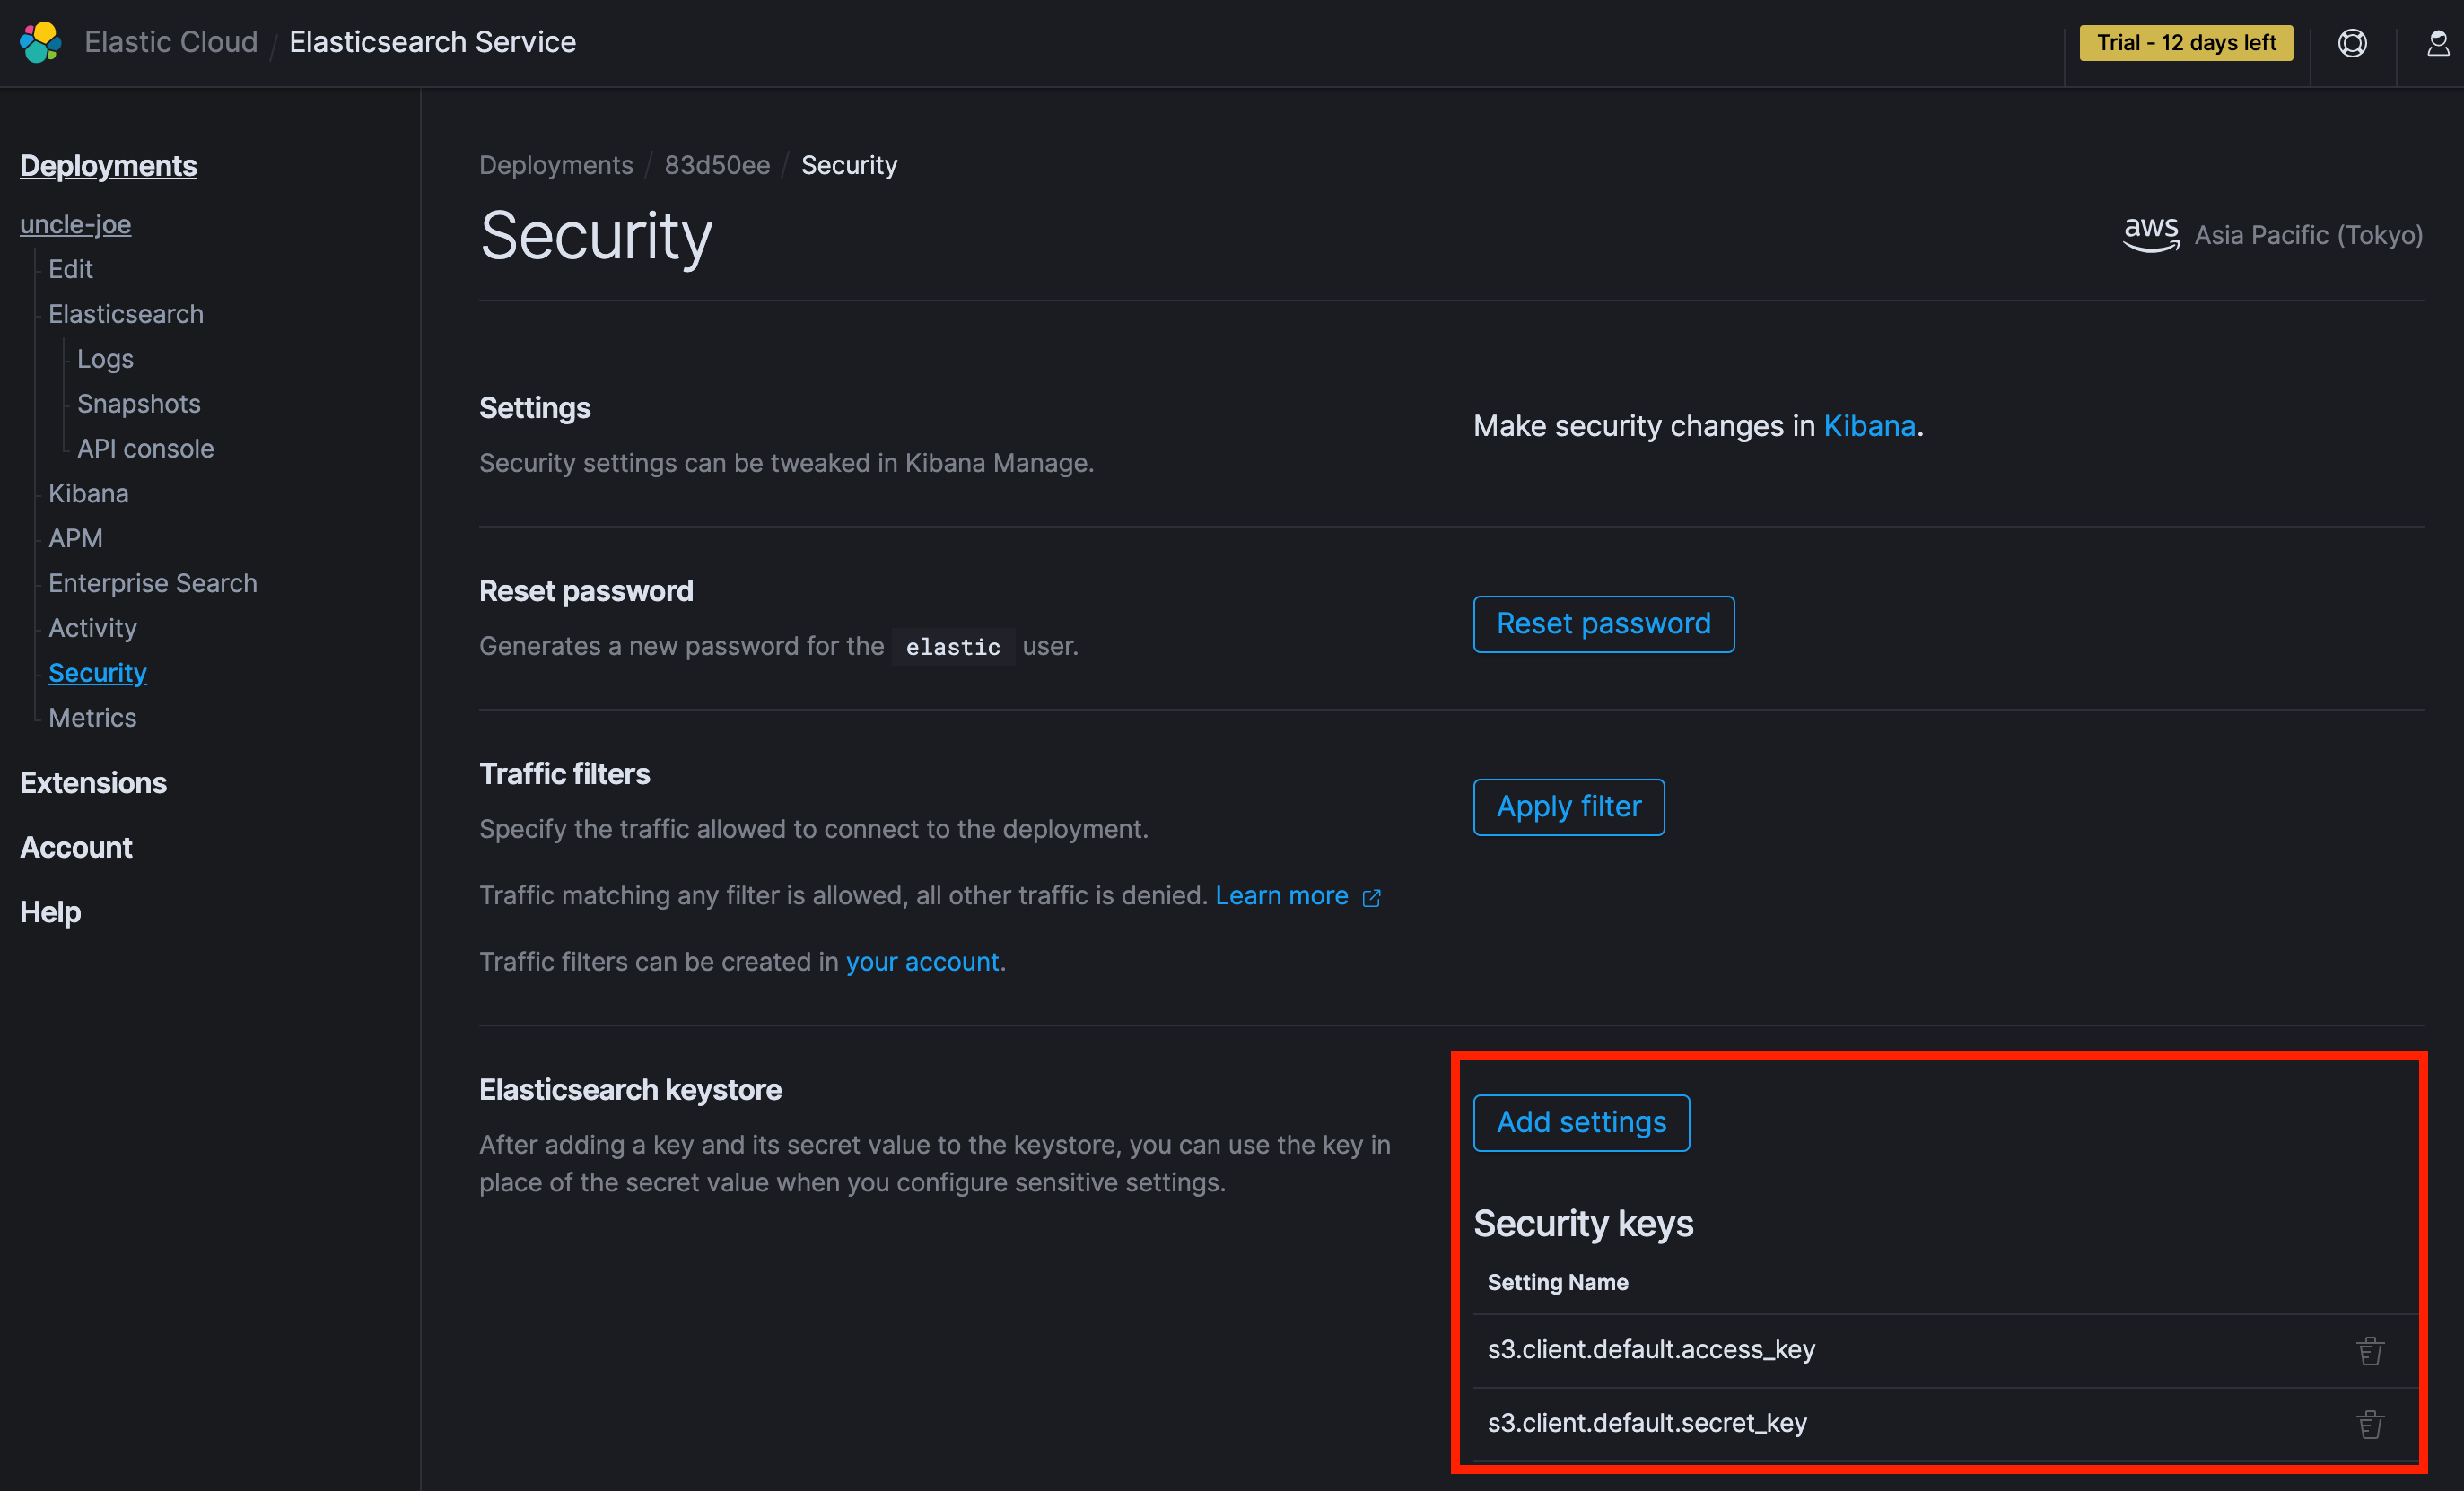 Elastic Cloud / Elasticsearch Service
Trial - 12 days left
Deployments
uncle-joe
Edit
Elasticsearch
Logs
Snapshots
API console
Kibana
APM
Enterprise Search
Activity
Security
Metrics
Extensions
Account
Help
Deployments / 83d50ee / Security
Security
aws Asia Pacific (Tokyo)
Settings
Security settings can be tweaked in Kibana Manage.
Make security changes in Kibana.
Reset password
Generates a new password for the elastic user.
Reset password
Traffic filters
Specify the traffic allowed to connect to the deployment.
Traffic matching any filter is allowed, all other traffic is denied. Learn more
Traffic filters can be created in your account.
Apply filter
Elasticsearch keystore
After adding a key and its secret value to the keystore, you can use the key in
place of the secret value when you configure sensitive settings.
Add settings
Security keys
Setting Name
s3.client.default.access_key
s3.client.default.secret_key